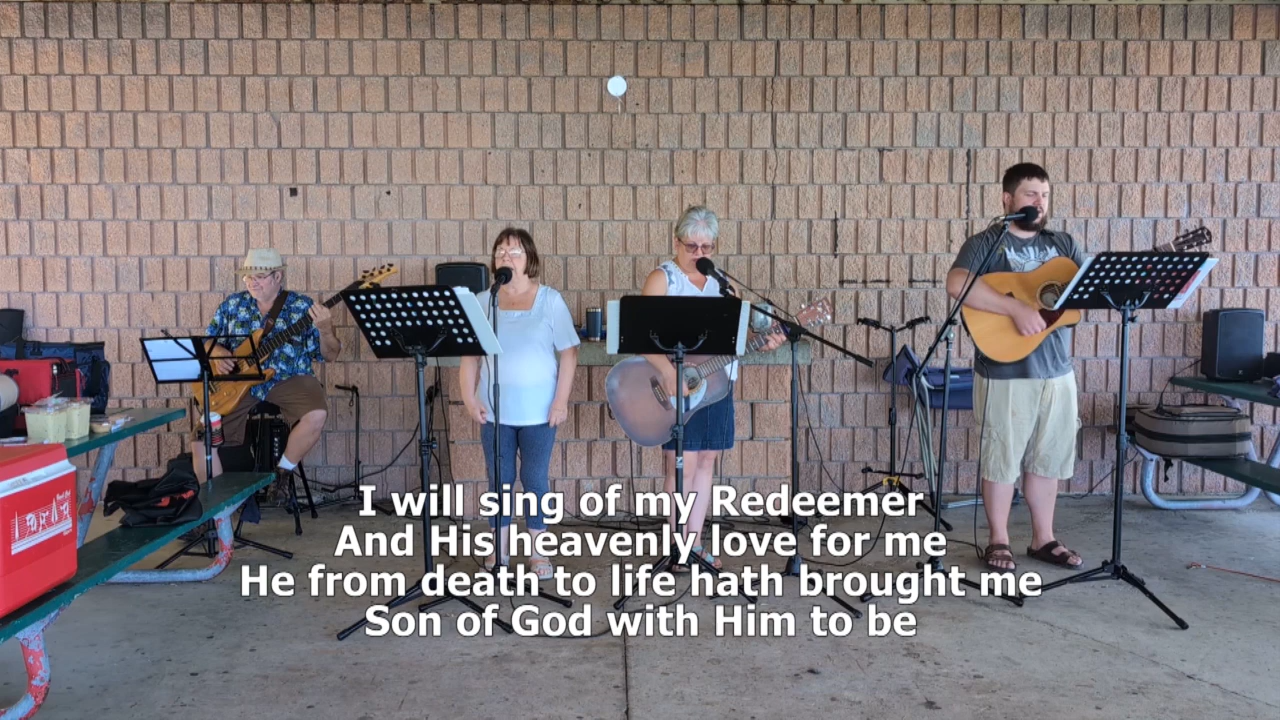 I will sing of my Redeemer
And His heavenly love for me
He from death to life hath brought me
Son of God with Him to be